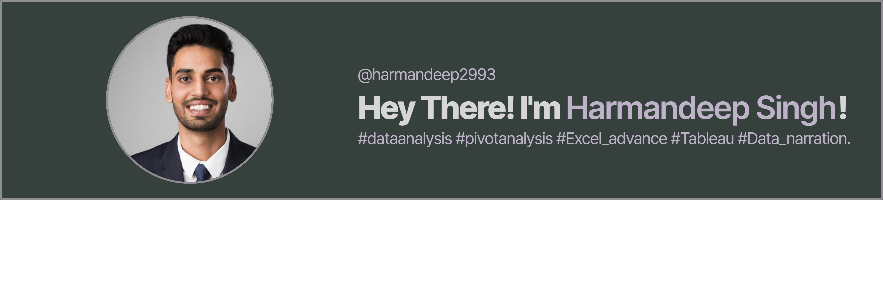 @harmandeep2993
Hey There! I'm Harmandeep Singh!
#dataanalysis #pivotanalysis #Excel_advance #Tableau #Data_narration.